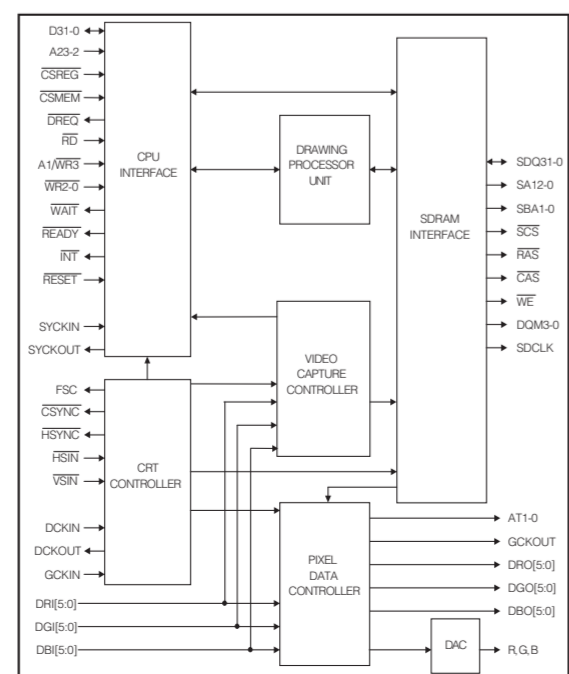 D31-0
A23-2
CSREG
CSMEM
DREQ
RD
A1/WR3
WR2-0
WAIT
READY
INT
RESET
SYCKIN
SYCKOUT
CPU
INTERFACE
DRAWING
PROCESSOR
UNIT
SDRAM
INTERFACE
SDQ31-0
SA12-0
SBA1-0
SCS
RAS
CAS
WE
DQM3-0
SDCLK
VIDEO
CAPTURE
CONTROLLER
FSC
CSYNC
HSYNC
HSIN
VSIN
DCKIN
DCKOUT
GCKIN
CRT
CONTROLLER
DRI[5:0]
DGI[5:0]
DBI[5:0]
PIXEL
DATA
CONTROLLER
AT1-0
GCKOUT
DRO[5:0]
DGO[5:0]
DBO[5:0]
DAC
R,G,B